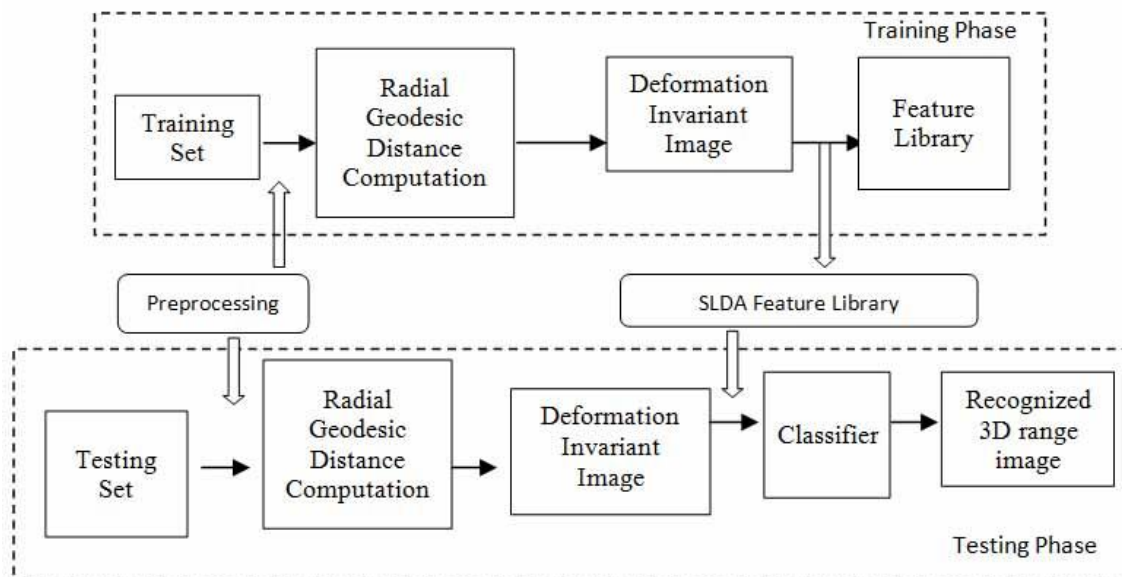 Training Phase
Training
Set
Radial
Geodesic
Distance
Computation
Deformation
Invariant
Image
Feature
Library
Preprocessing
SLDA Feature Library
Testing
Set
Radial
Geodesic
Distance
Computation
Deformation
Invariant
Image
Classifier
Recognized
3D range
image
Testing Phase